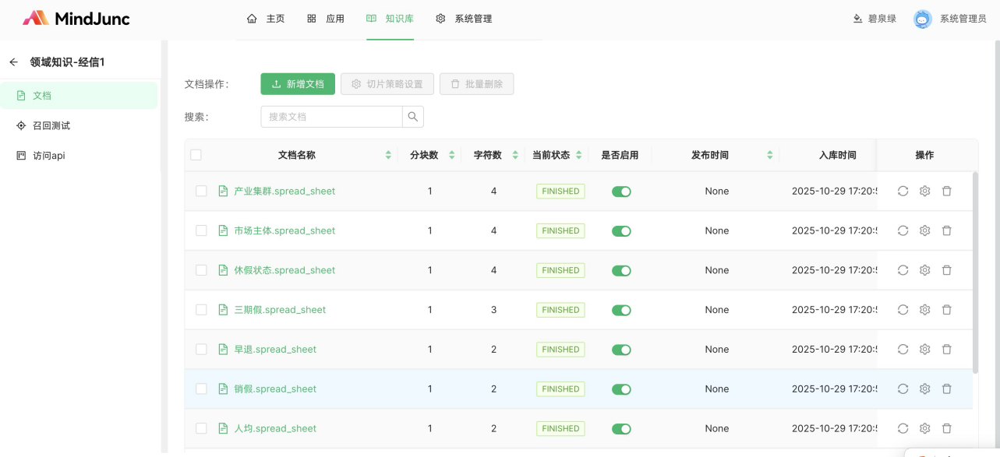 MindJunc 主页 应用 知识库 系统管理 碧泉绿 系统管理员
领域知识-经信1
文档
召回测试
访问api
文档操作： 新增文档 切片策略设置 批量删除
搜索： 搜索文档
文档名称 分块数 字符数 当前状态 是否启用 发布时间 入库时间 操作
产业集群.spread_sheet 1 4 FINISHED None 2025-10-29 17:20:5
市场主体.spread_sheet 1 4 FINISHED None 2025-10-29 17:20:5
休假状态.spread_sheet 1 4 FINISHED None 2025-10-29 17:20:5
三期假.spread_sheet 1 3 FINISHED None 2025-10-29 17:20:5
早退.spread_sheet 1 2 FINISHED None 2025-10-29 17:20:5
销假.spread_sheet 1 2 FINISHED None 2025-10-29 17:20:5
人均.spread_sheet 1 2 FINISHED None 2025-10-29 17:20:5